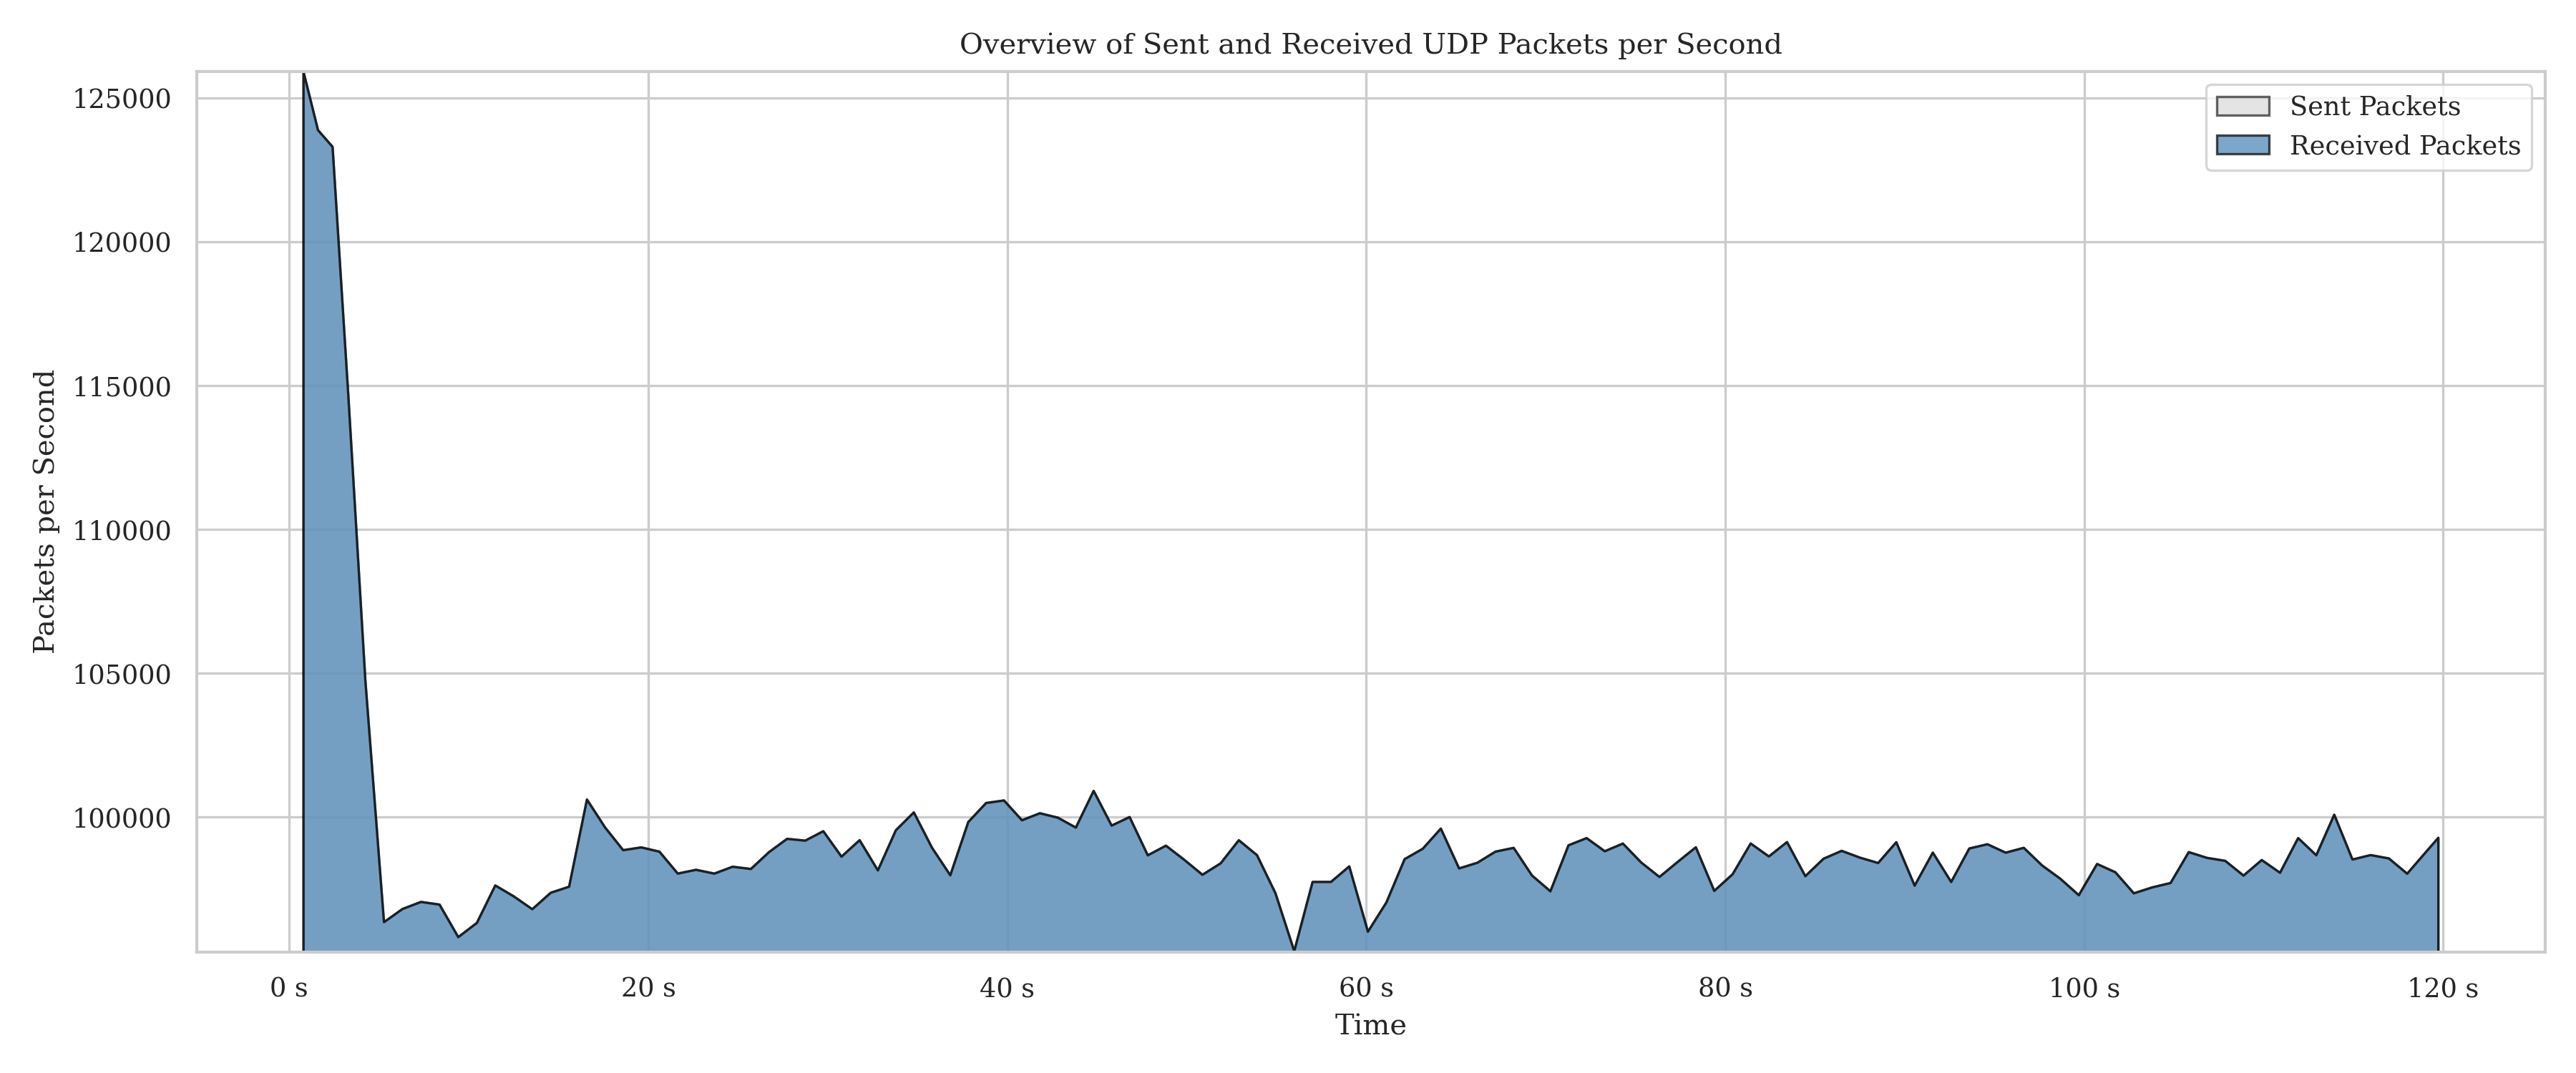 Overview of Sent and Received UDP Packets per Second
Sent Packets
Received Packets
Packets per Second
125000
120000
115000
110000
105000
100000
0 s
20 s
40 s
60 s
80 s
100 s
120 s
Time